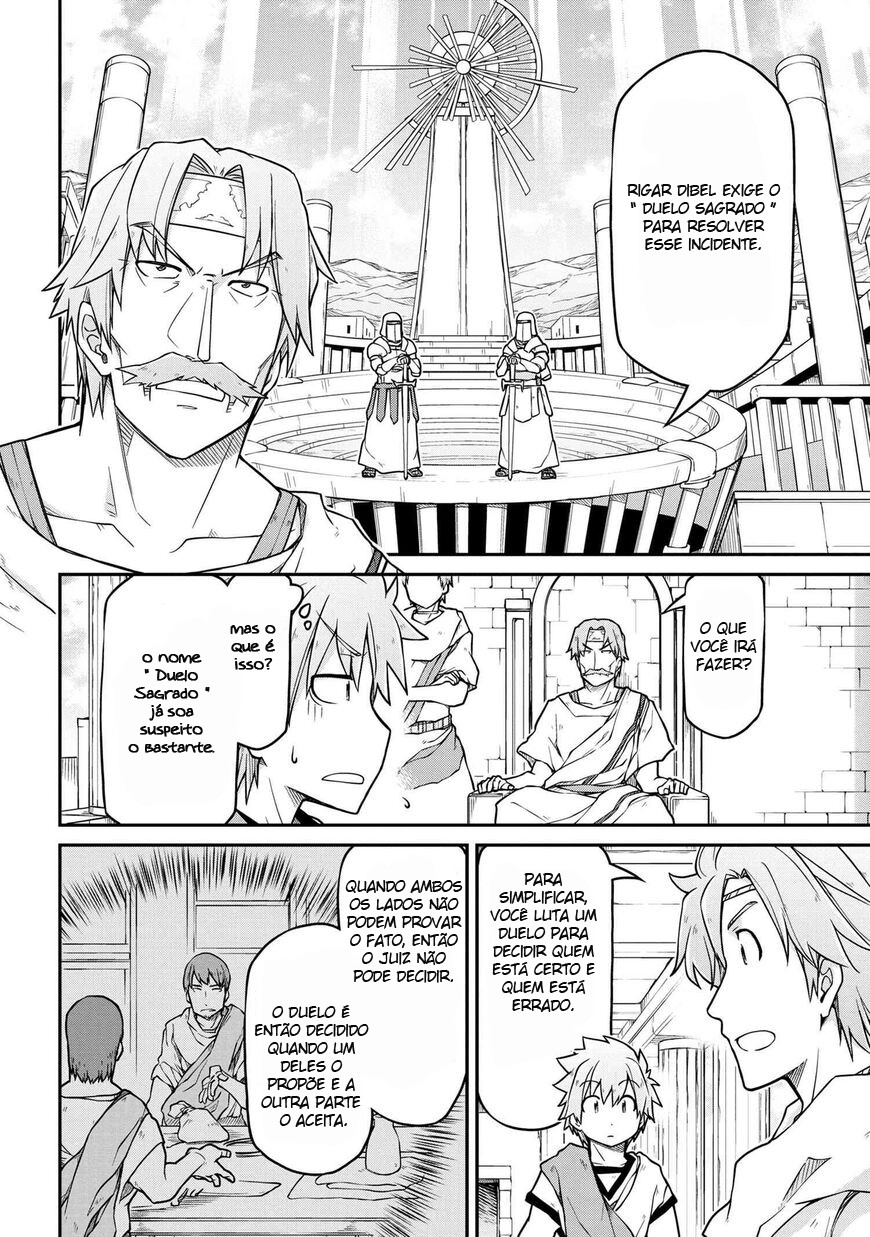 RIGAR DIBEL EXIGE O
" DUELO SAGRADO "
PARA RESOLVER
ESSE INCIDENTE.
O QUE
VOCÊ IRÁ
FAZER?
mas o
que é
isso?
o nome
" Duelo
Sagrado "
já soa
suspeito
o bastante.
PARA
SIMPLIFICAR,
VOCÊ LUTA UM
DUELO PARA
DECIDIR QUEM
ESTÁ CERTO E
QUEM ESTÁ
ERRADO.
QUANDO AMBOS
OS LADOS NÃO
PODEM PROVAR
O FATO, ENTÃO
O JUIZ NÃO
PODE DECIDIR.
O DUELO É
ENTÃO DECIDIDO
QUANDO UM
DELES O
PROPÕE E A
OUTRA PARTE
O ACEITA.